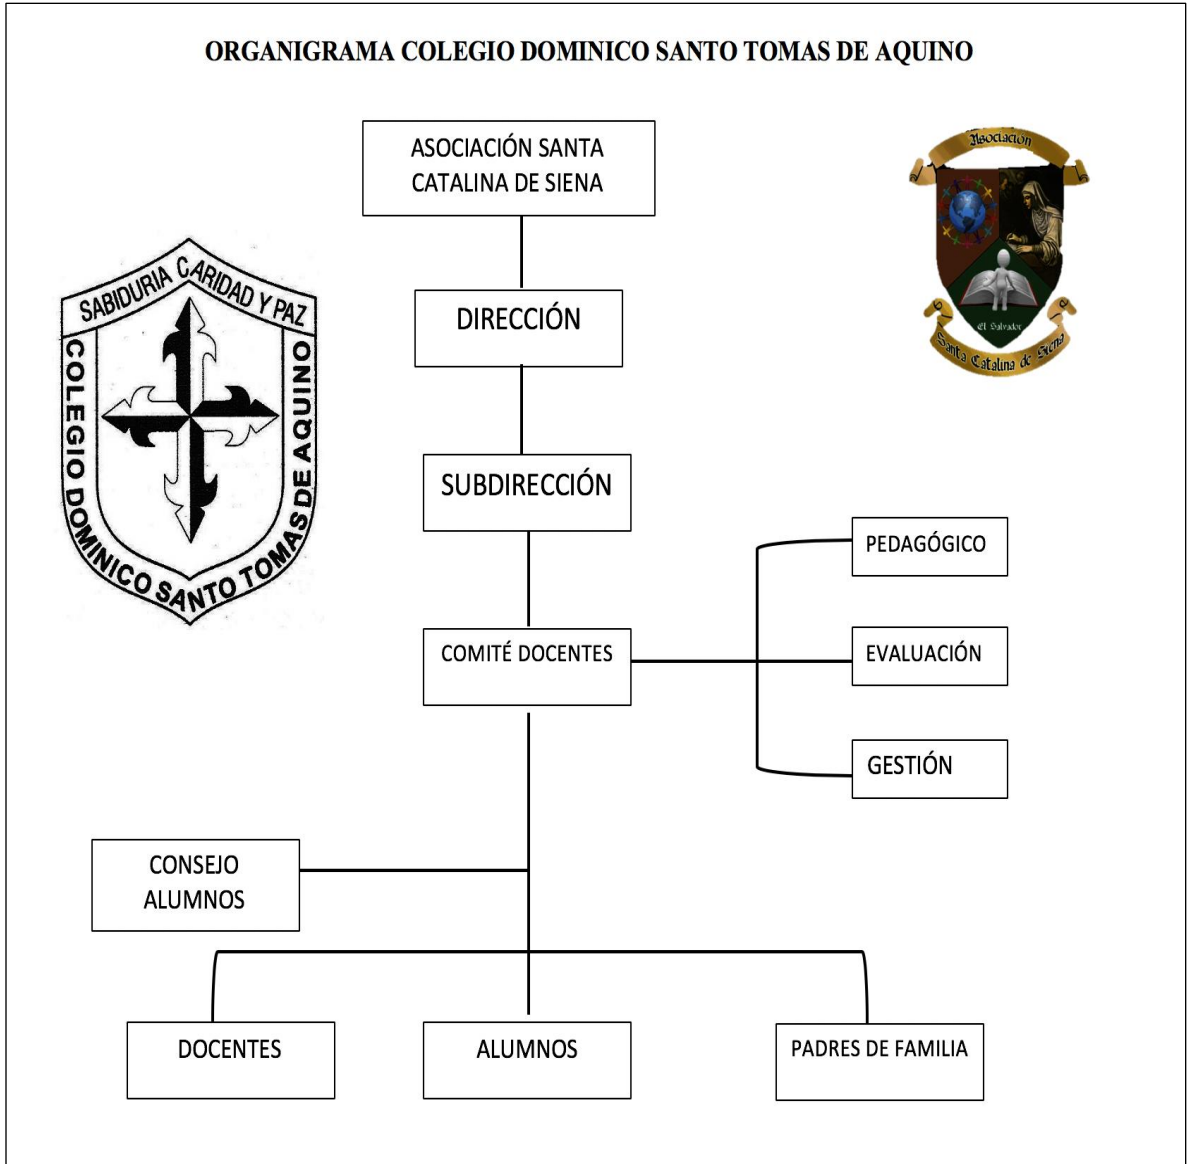 ORGANIGRAMA COLEGIO DOMINICO SANTO TOMAS DE AQUINO
ASOCIACIÓN SANTA
CATALINA DE SIENA
Asociación
El Salvador
Santa Catalina de Siena
SABIDURIA CARIDAD Y PAZ
COLEGIO DOMINICO SANTO TOMAS DE AQUINO
DIRECCIÓN
SUBDIRECCIÓN
PEDAGÓGICO
COMITÉ DOCENTES
EVALUACIÓN
GESTIÓN
CONSEJO
ALUMNOS
DOCENTES
ALUMNOS
PADRES DE FAMILIA